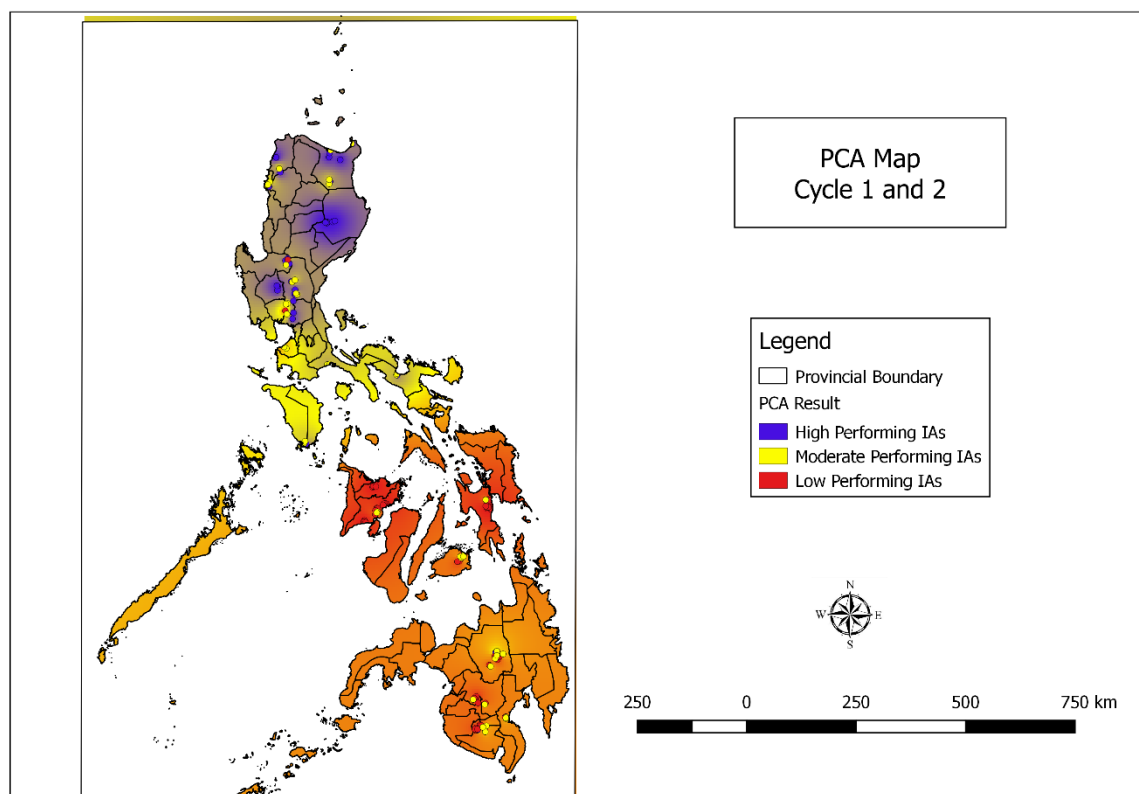 PCA Map
Cycle 1 and 2
Legend
Provincial Boundary
PCA Result
High Performing IAs
Moderate Performing IAs
Low Performing IAs
N
W E
S
250 0 250 500 750 km